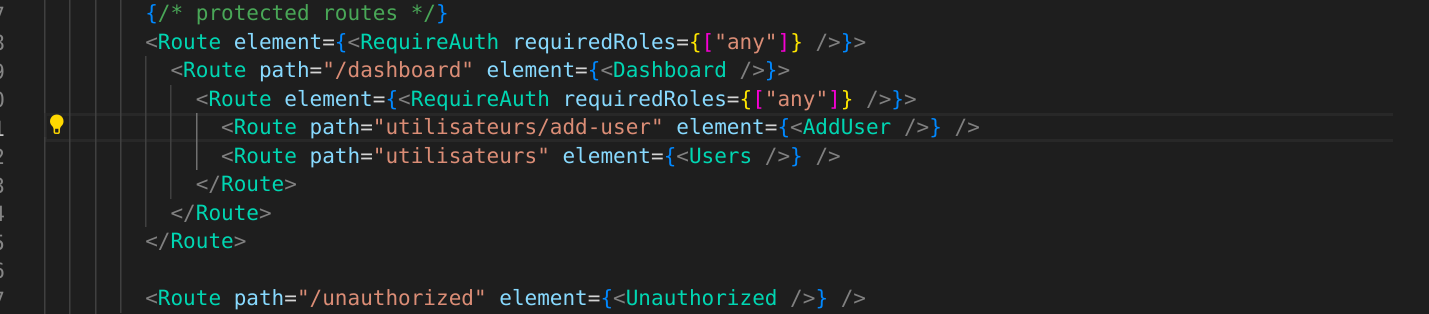 {/* protected routes */}
<Route element={<RequireAuth requiredRoles={["any"]} />}>
<Route path="/dashboard" element={<Dashboard />}>
<Route element={<RequireAuth requiredRoles={["any"]} />}>
<Route path="utilisateurs/add-user" element={<AddUser />} />
<Route path="utilisateurs" element={<Users />} />
</Route>
</Route>
</Route>
<Route path="/unauthorized" element={<Unauthorized />} />